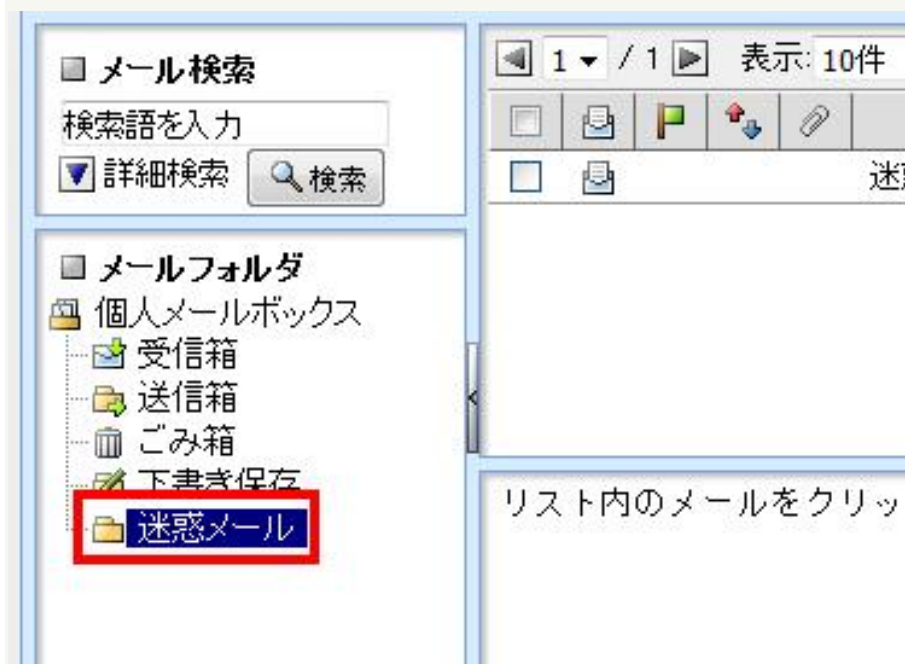 メール検索
検索語を入力
詳細検索 検索
メールフォルダ
個人メールボックス
受信箱
送信箱
ごみ箱
下書き保存
迷惑メール
1 / 1 表示: 10件
迷惑
リスト内のメールをクリッ